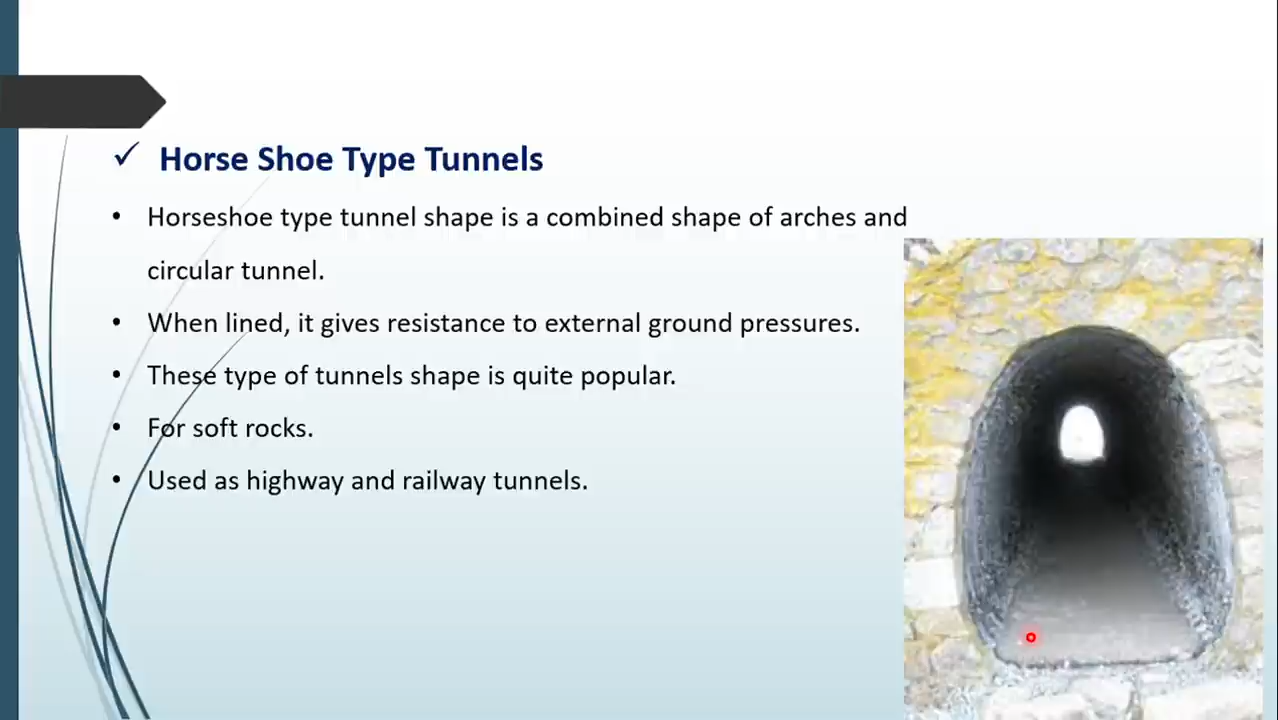 ✓ Horse Shoe Type Tunnels
• Horseshoe type tunnel shape is a combined shape of arches and
circular tunnel.
• When lined, it gives resistance to external ground pressures.
• These type of tunnels shape is quite popular.
• For soft rocks.
• Used as highway and railway tunnels.